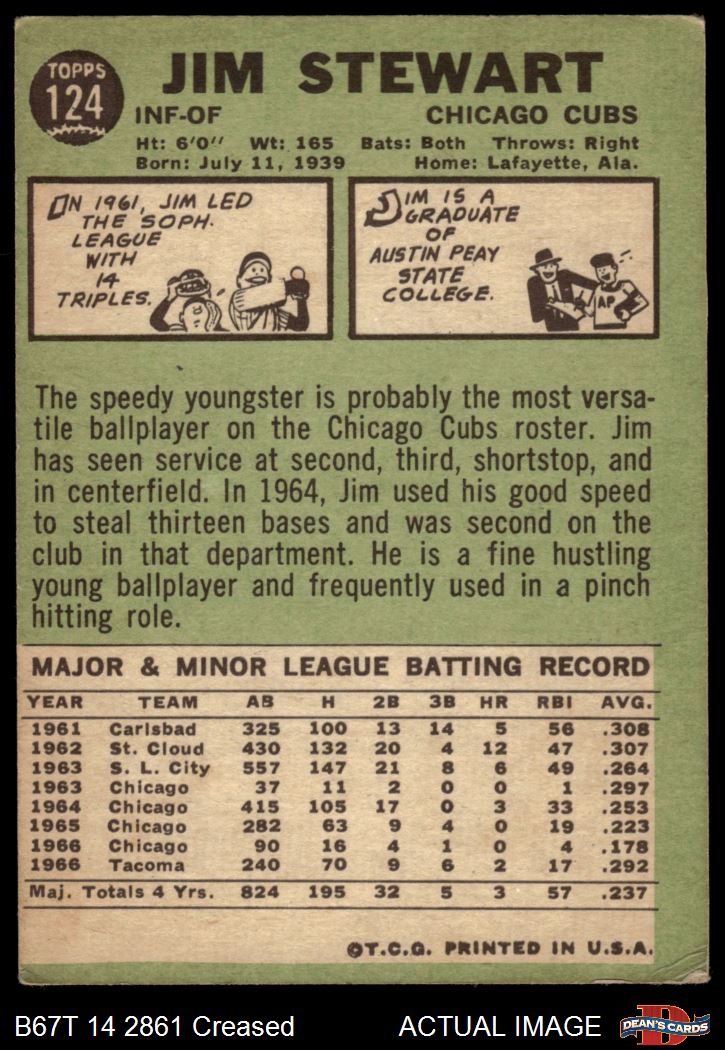 TOPPS
124
JIM STEWART
INF-OF CHICAGO CUBS
Ht: 6'0" Wt: 165 Bats: Both Throws: Right
Born: July 11, 1939 Home: Lafayette, Ala.
IN 1961, JIM LED
THE SOPH.
LEAGUE
WITH
14
TRIPLES.
JIM IS A
GRADUATE
OF
AUSTIN PEAY
STATE
COLLEGE.
AP
The speedy youngster is probably the most versa-
tile ballplayer on the Chicago Cubs roster. Jim
has seen service at second, third, shortstop, and
in centerfield. In 1964, Jim used his good speed
to steal thirteen bases and was second on the
club in that department. He is a fine hustling
young ballplayer and frequently used in a pinch
hitting role.
MAJOR & MINOR LEAGUE BATTING RECORD
YEAR TEAM AB H 2B 3B HR RBI AVG.
1961 Carlsbad 325 100 13 14 5 56 .308
1962 St. Cloud 430 132 20 4 12 47 .307
1963 S. L. City 557 147 21 8 6 49 .264
1963 Chicago 37 11 2 0 0 1 .297
1964 Chicago 415 105 17 0 3 33 .253
1965 Chicago 282 63 9 4 0 19 .223
1966 Chicago 90 16 4 1 0 4 .178
1966 Tacoma 240 70 9 6 2 17 .292
Maj. Totals 4 Yrs. 824 195 32 5 3 57 .237
©T.C.G. PRINTED IN U.S.A.
B67T 14 2861 Creased ACTUAL IMAGE
D
DEAN'S CARDS